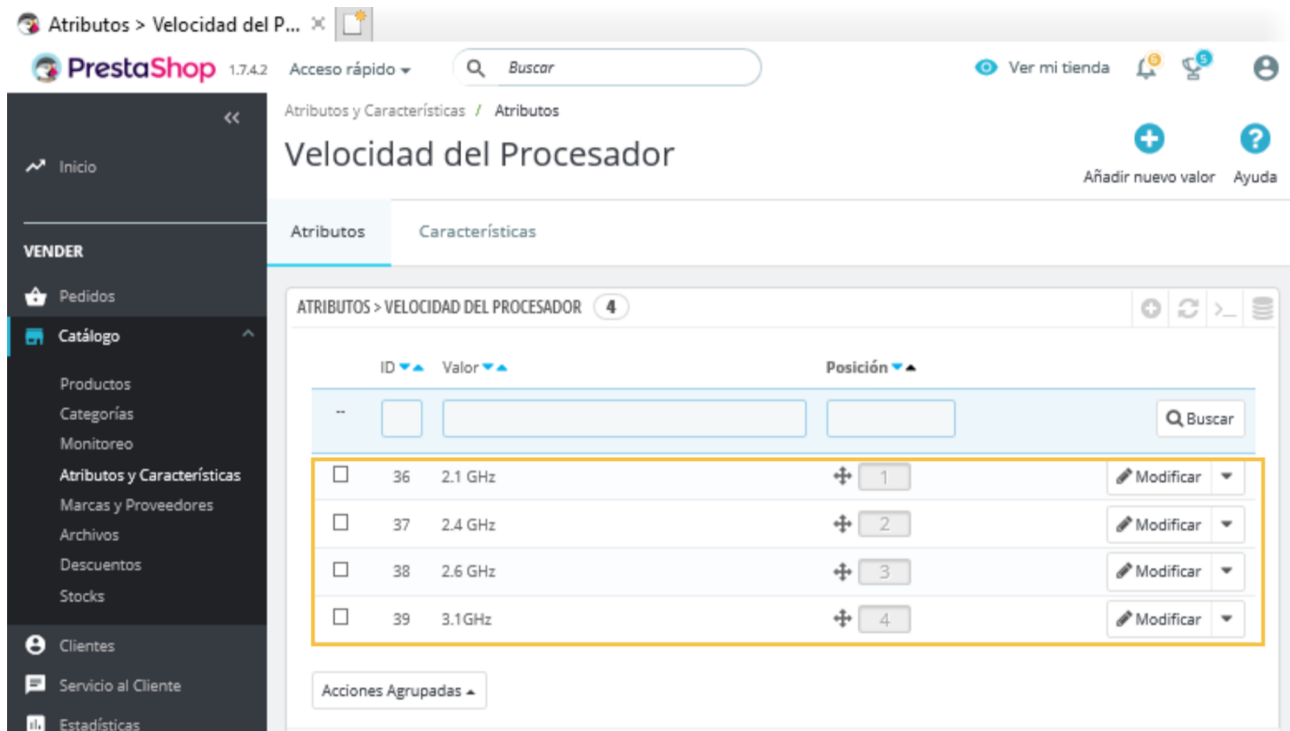 Atributos > Velocidad del P...
PrestaShop 1.7.4.2 Acceso rápido Buscar Ver mi tienda 6 5
Atributos y Características / Atributos
Velocidad del Procesador
Añadir nuevo valor Ayuda
Inicio
Atributos Características
VENDER
Pedidos
Catálogo
Productos
Categorías
Monitoreo
Atributos y Características
Marcas y Proveedores
Archivos
Descuentos
Stocks
Clientes
Servicio al Cliente
Estadísticas
ATRIBUTOS > VELOCIDAD DEL PROCESADOR 4
ID Valor Posición
-- Buscar
36 2.1 GHz 1 Modificar
37 2.4 GHz 2 Modificar
38 2.6 GHz 3 Modificar
39 3.1GHz 4 Modificar
Acciones Agrupadas